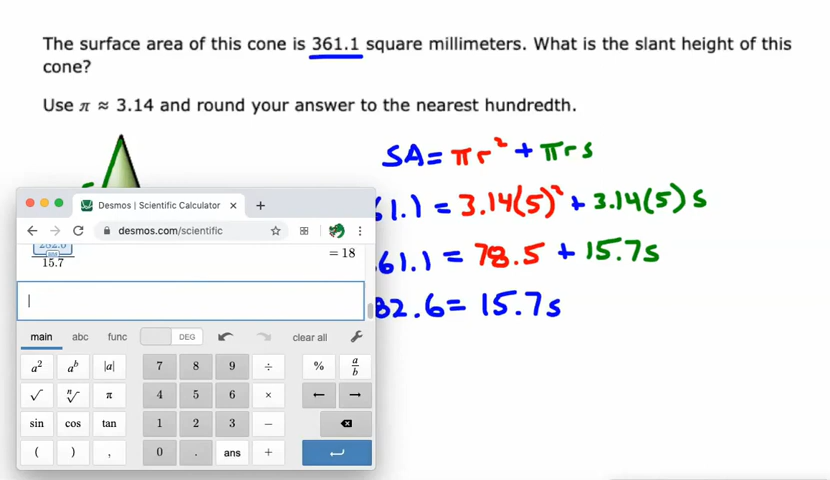 The surface area of this cone is 361.1 square millimeters. What is the slant height of this
cone?
Use π ≈ 3.14 and round your answer to the nearest hundredth.
SA = πr² + πrs
61.1 = 3.14(5)² + 3.14(5)s
61.1 = 78.5 + 15.7s
82.6 = 15.7s
Desmos | Scientific Calculator × +
desmos.com/scientific
282.6
15.7
= 18
main abc func DEG clear all
a² aᵇ |a| 7 8 9 ÷ % a/b
√ ⁿ√ π 4 5 6 × ← →
sin cos tan 1 2 3 −
( ) , 0 . ans +